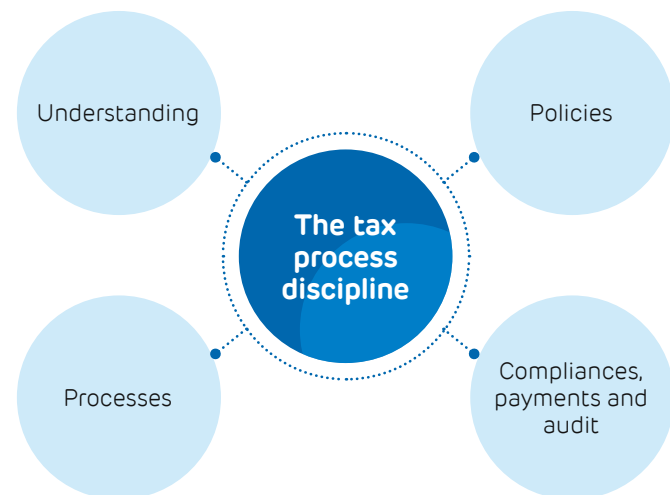 Understanding
Policies
The tax
process
discipline
Processes
Compliances,
payments and
audit